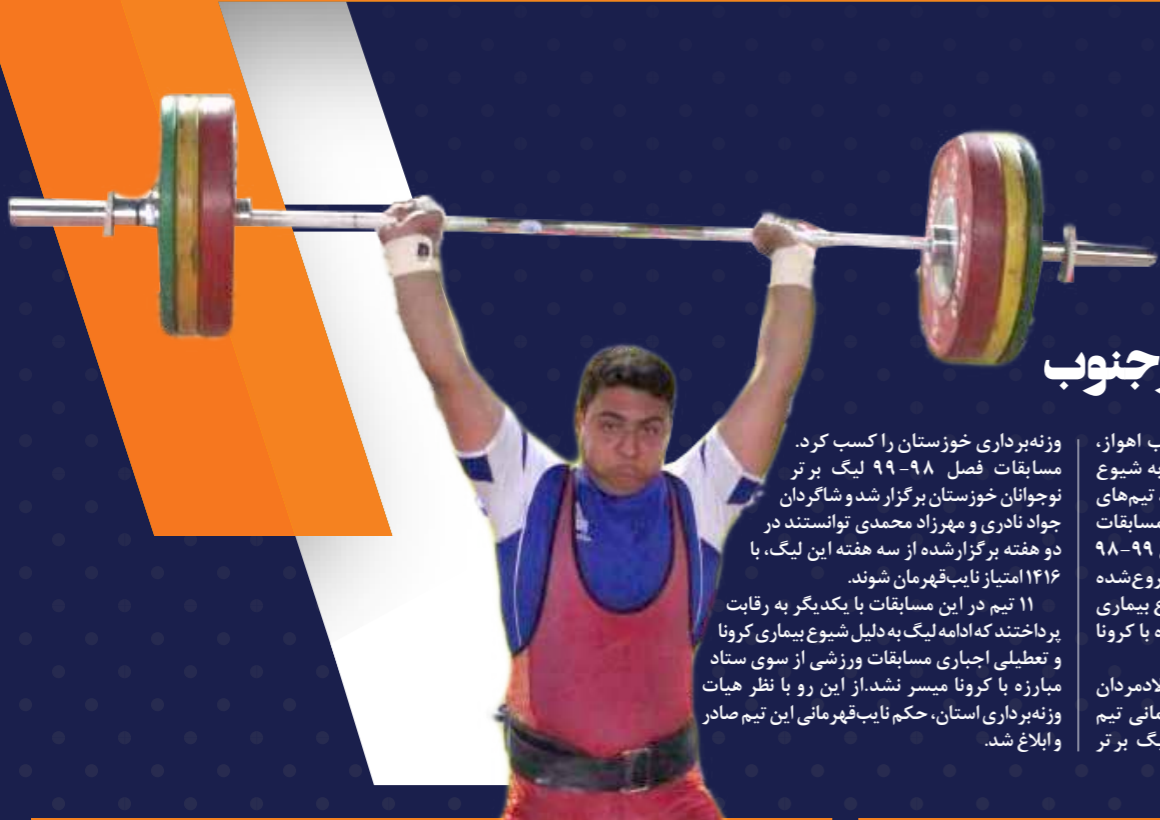 جنوب
ب اهواز،
به شیوع
تیم‌های
مسابقات
۹۸-۹۹
روع‌شده
ع بیماری
ه با کرونا
لادمردان
مانی تیم
یگ برتر
وزنه‌برداری خوزستان را کسب کرد.
مسابقات فصل ۹۸-۹۹ لیگ برتر
نوجوانان خوزستان برگزار شد و شاگردان
جواد نادری و مهرزاد محمدی توانستند در
دو هفته برگزارشده از سه هفته این لیگ، با
۱۴۱۶ امتیاز نایب‌قهرمان شوند.
۱۱ تیم در این مسابقات با یکدیگر به رقابت
پرداختند که ادامه لیگ به دلیل شیوع بیماری کرونا
و تعطیلی اجباری مسابقات ورزشی از سوی ستاد
مبارزه با کرونا میسر نشد.از این رو با نظر هیات
وزنه‌برداری استان، حکم نایب‌قهرمانی این تیم صادر
و ابلاغ شد.